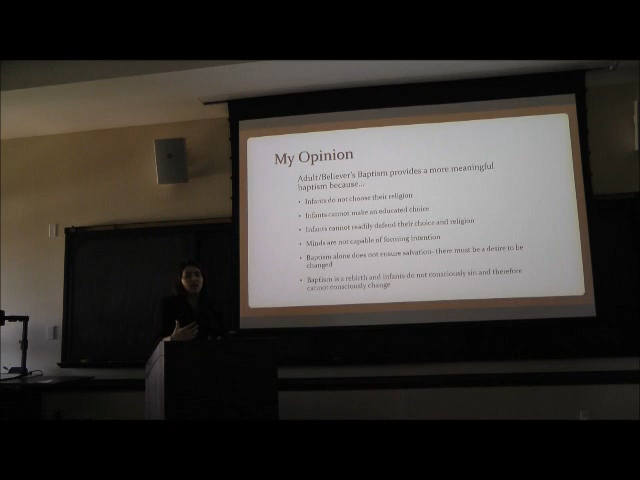 My Opinion
Adult/Believer's Baptism provides a more meaningful
baptism because...
• Infants do not choose their religion
• Infants cannot make an educated choice
• Infants cannot readily defend their choice and religion
• Minds are not capable of forming intention
• Baptism alone does not ensure salvation- there must be a desire to be
changed
• Baptism is a rebirth and infants do not consciously sin and therefore
cannot consciously change